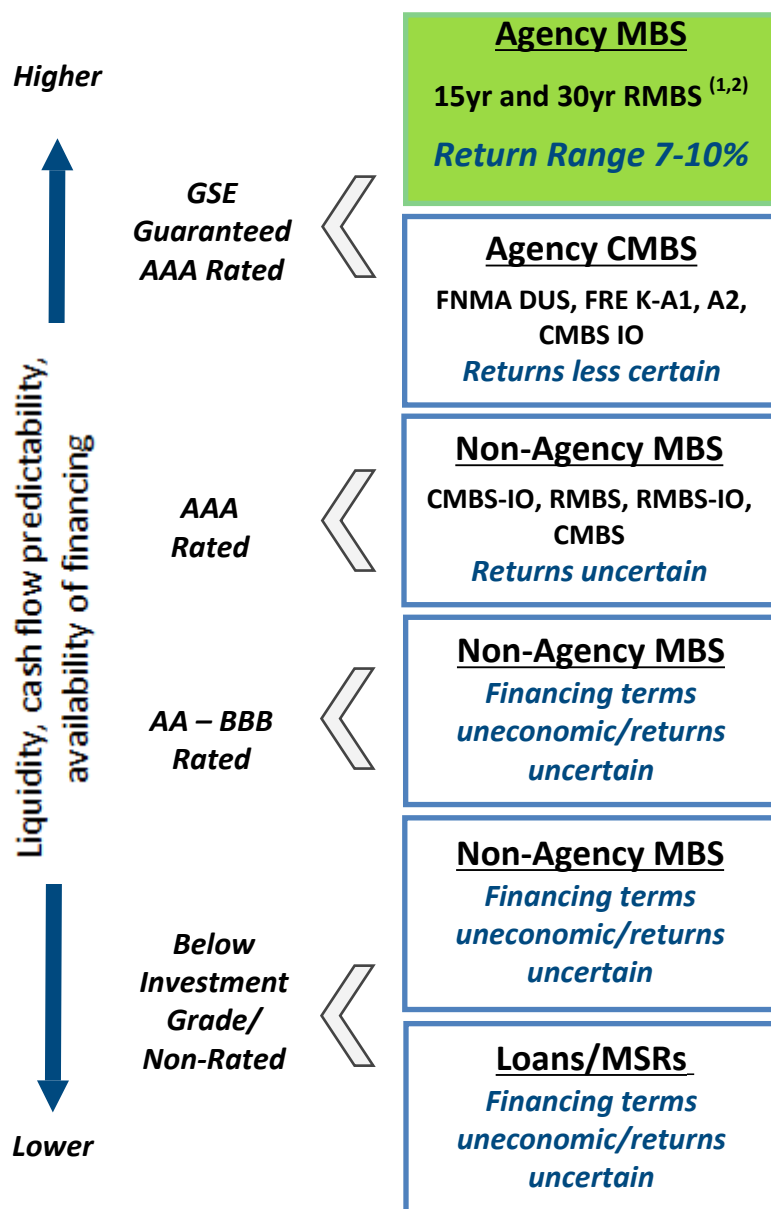 Higher
Liquidity, cash flow predictability,
availability of financing
Lower
GSE
Guaranteed
AAA Rated
AAA
Rated
AA – BBB
Rated
Below
Investment
Grade/
Non-Rated
Agency MBS
15yr and 30yr RMBS (1,2)
Return Range 7-10%
Agency CMBS
FNMA DUS, FRE K-A1, A2,
CMBS IO
Returns less certain
Non-Agency MBS
CMBS-IO, RMBS, RMBS-IO,
CMBS
Returns uncertain
Non-Agency MBS
Financing terms
uneconomic/returns
uncertain
Non-Agency MBS
Financing terms
uneconomic/returns
uncertain
Loans/MSRs
Financing terms
uneconomic/returns
uncertain